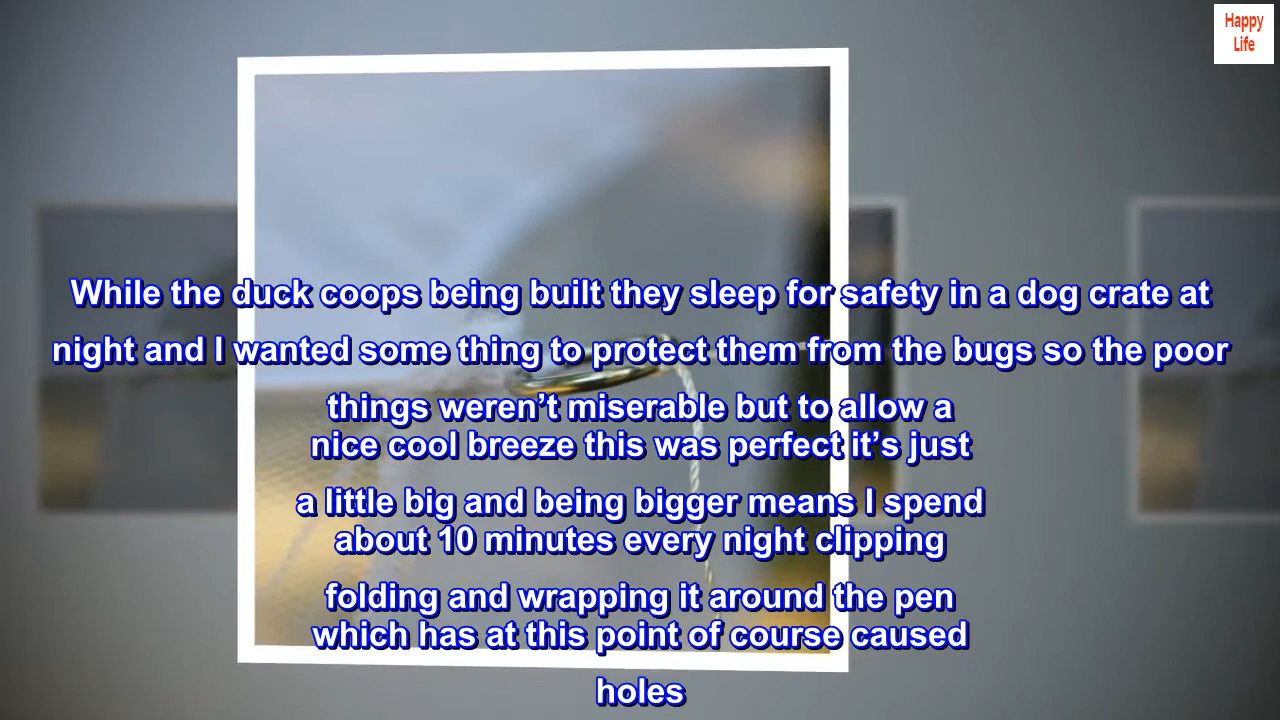 Happy
Life
While the duck coops being built they sleep for safety in a dog crate at
night and I wanted some thing to protect them from the bugs so the poor
things weren’t miserable but to allow a
nice cool breeze this was perfect it’s just
a little big and being bigger means I spend
about 10 minutes every night clipping
folding and wrapping it around the pen
which has at this point of course caused
holes